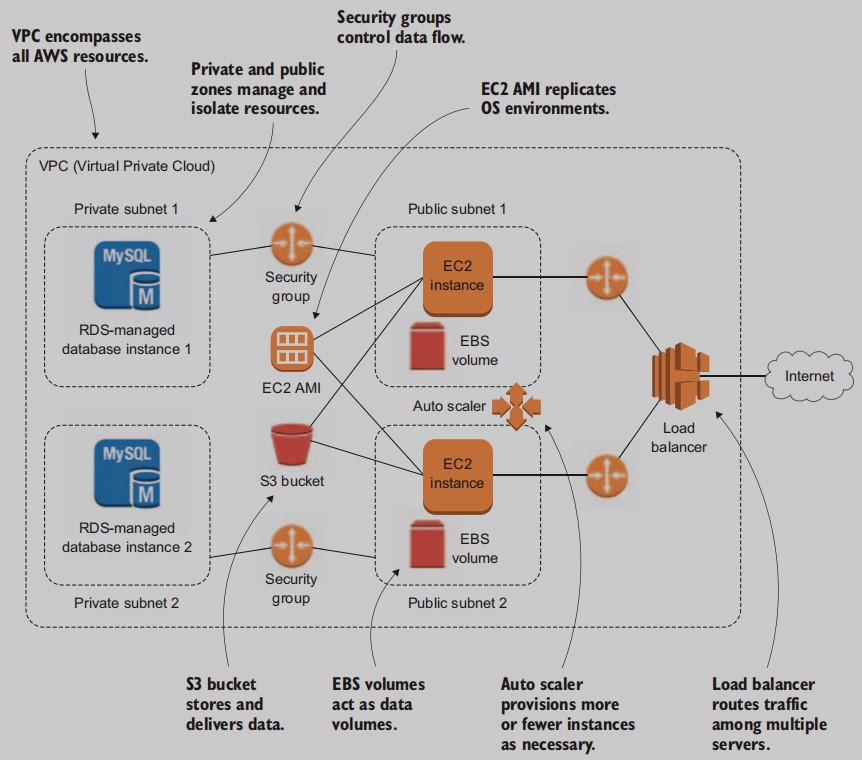 VPC encompasses
all AWS resources.
Private and public
zones manage and
isolate resources.
Security groups
control data flow.
EC2 AMI replicates
OS environments.
VPC (Virtual Private Cloud)
Private subnet 1
MySQL
M
RDS-managed
database instance 1
Security
group
Public subnet 1
EC2
instance
EBS
volume
EC2 AMI
Auto scaler
Load
balancer
Internet
S3 bucket
MySQL
M
RDS-managed
database instance 2
Private subnet 2
Security
group
EC2
instance
EBS
volume
Public subnet 2
S3 bucket
stores and
delivers data.
EBS volumes
act as data
volumes.
Auto scaler
provisions more
or fewer instances
as necessary.
Load balancer
routes traffic
among multiple
servers.